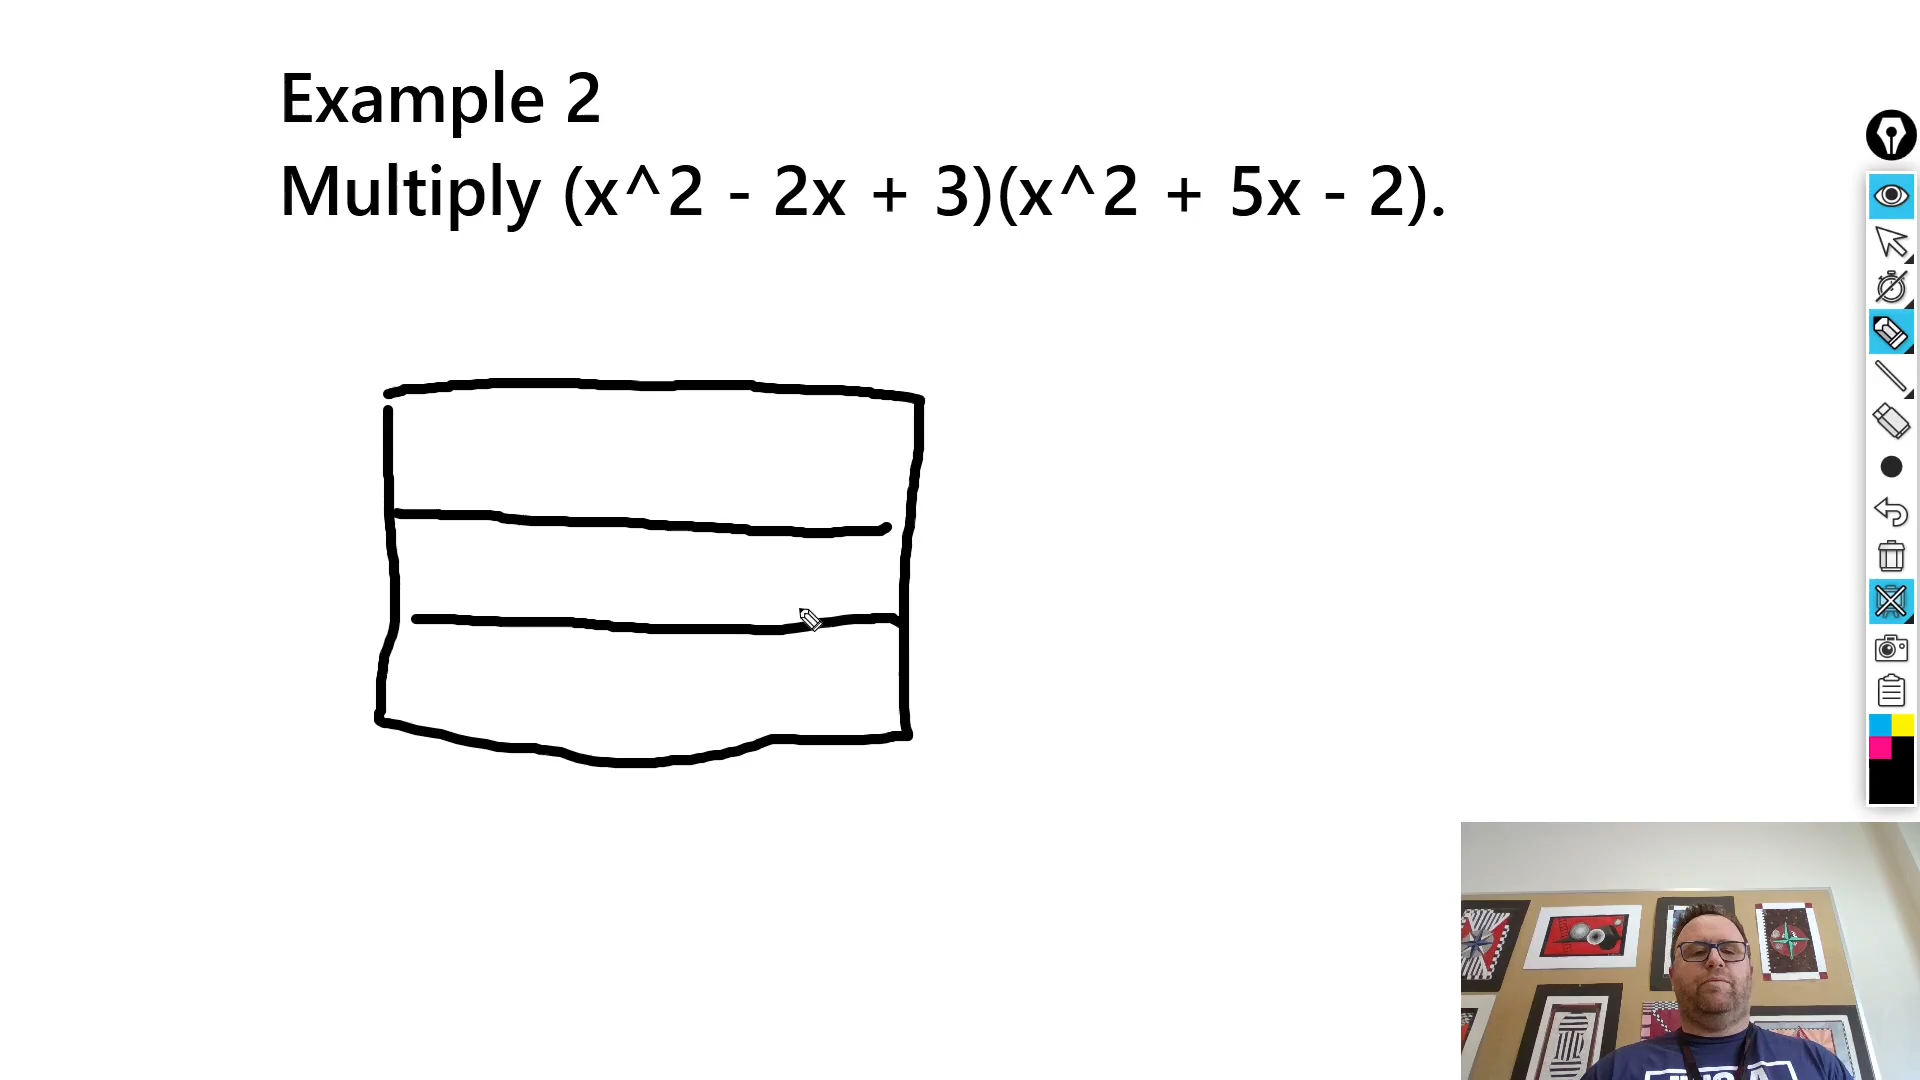 Example 2
Multiply (x^2 - 2x + 3)(x^2 + 5x - 2).